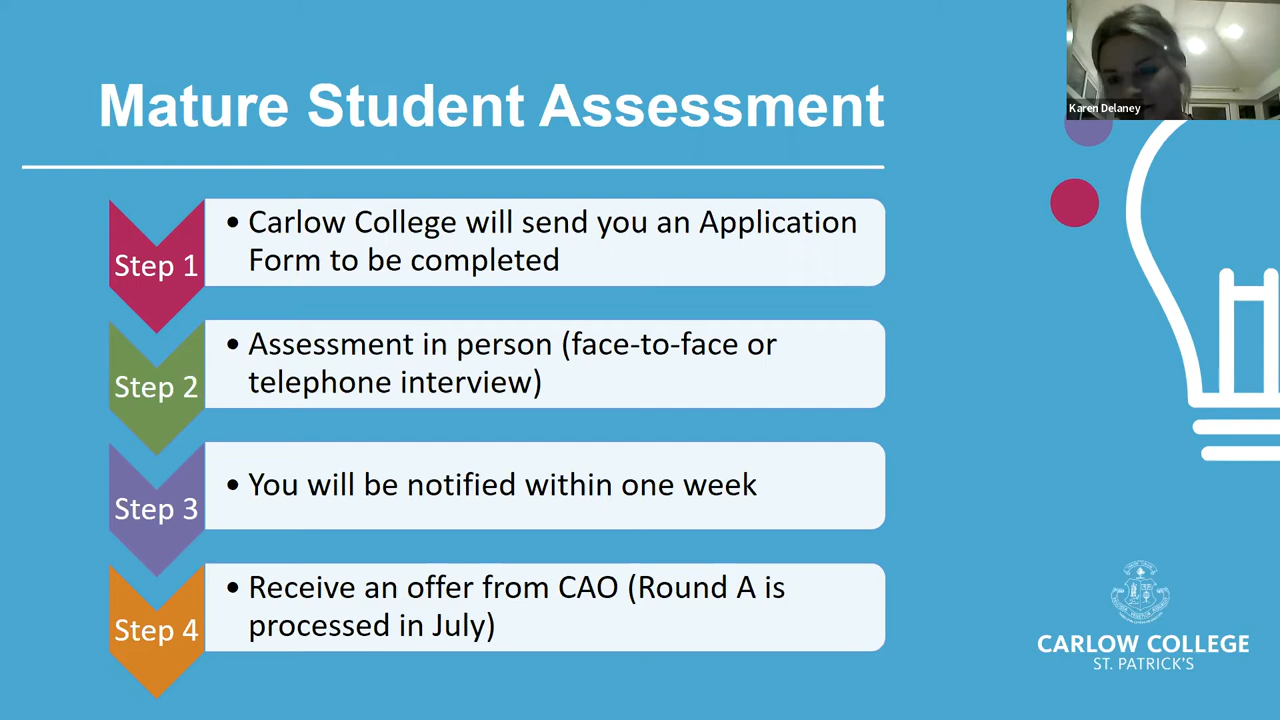 Mature Student Assessment
Karen Delaney
Step 1
• Carlow College will send you an Application
Form to be completed
Step 2
• Assessment in person (face-to-face or
telephone interview)
Step 3
• You will be notified within one week
Step 4
• Receive an offer from CAO (Round A is
processed in July)
CARLOW COLLEGE
ST. PATRICK'S